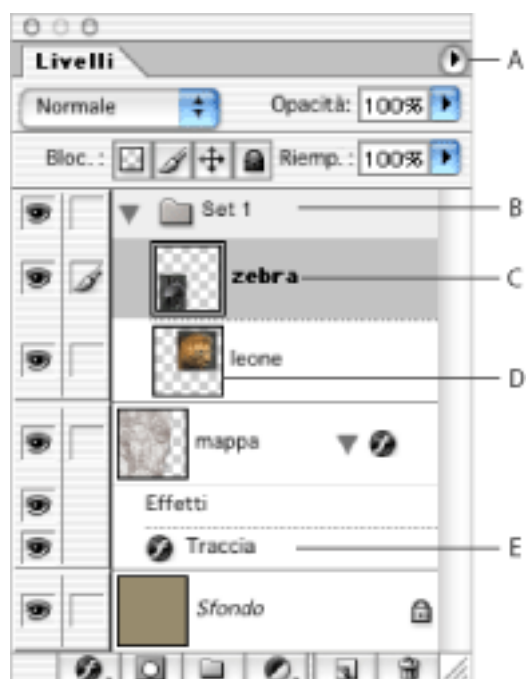 Livelli
A
Normale
Opacità: 100%
Bloc. :
Riemp. : 100%
Set 1
B
zebra
C
leone
D
mappa
Effetti
Traccia
E
Sfondo